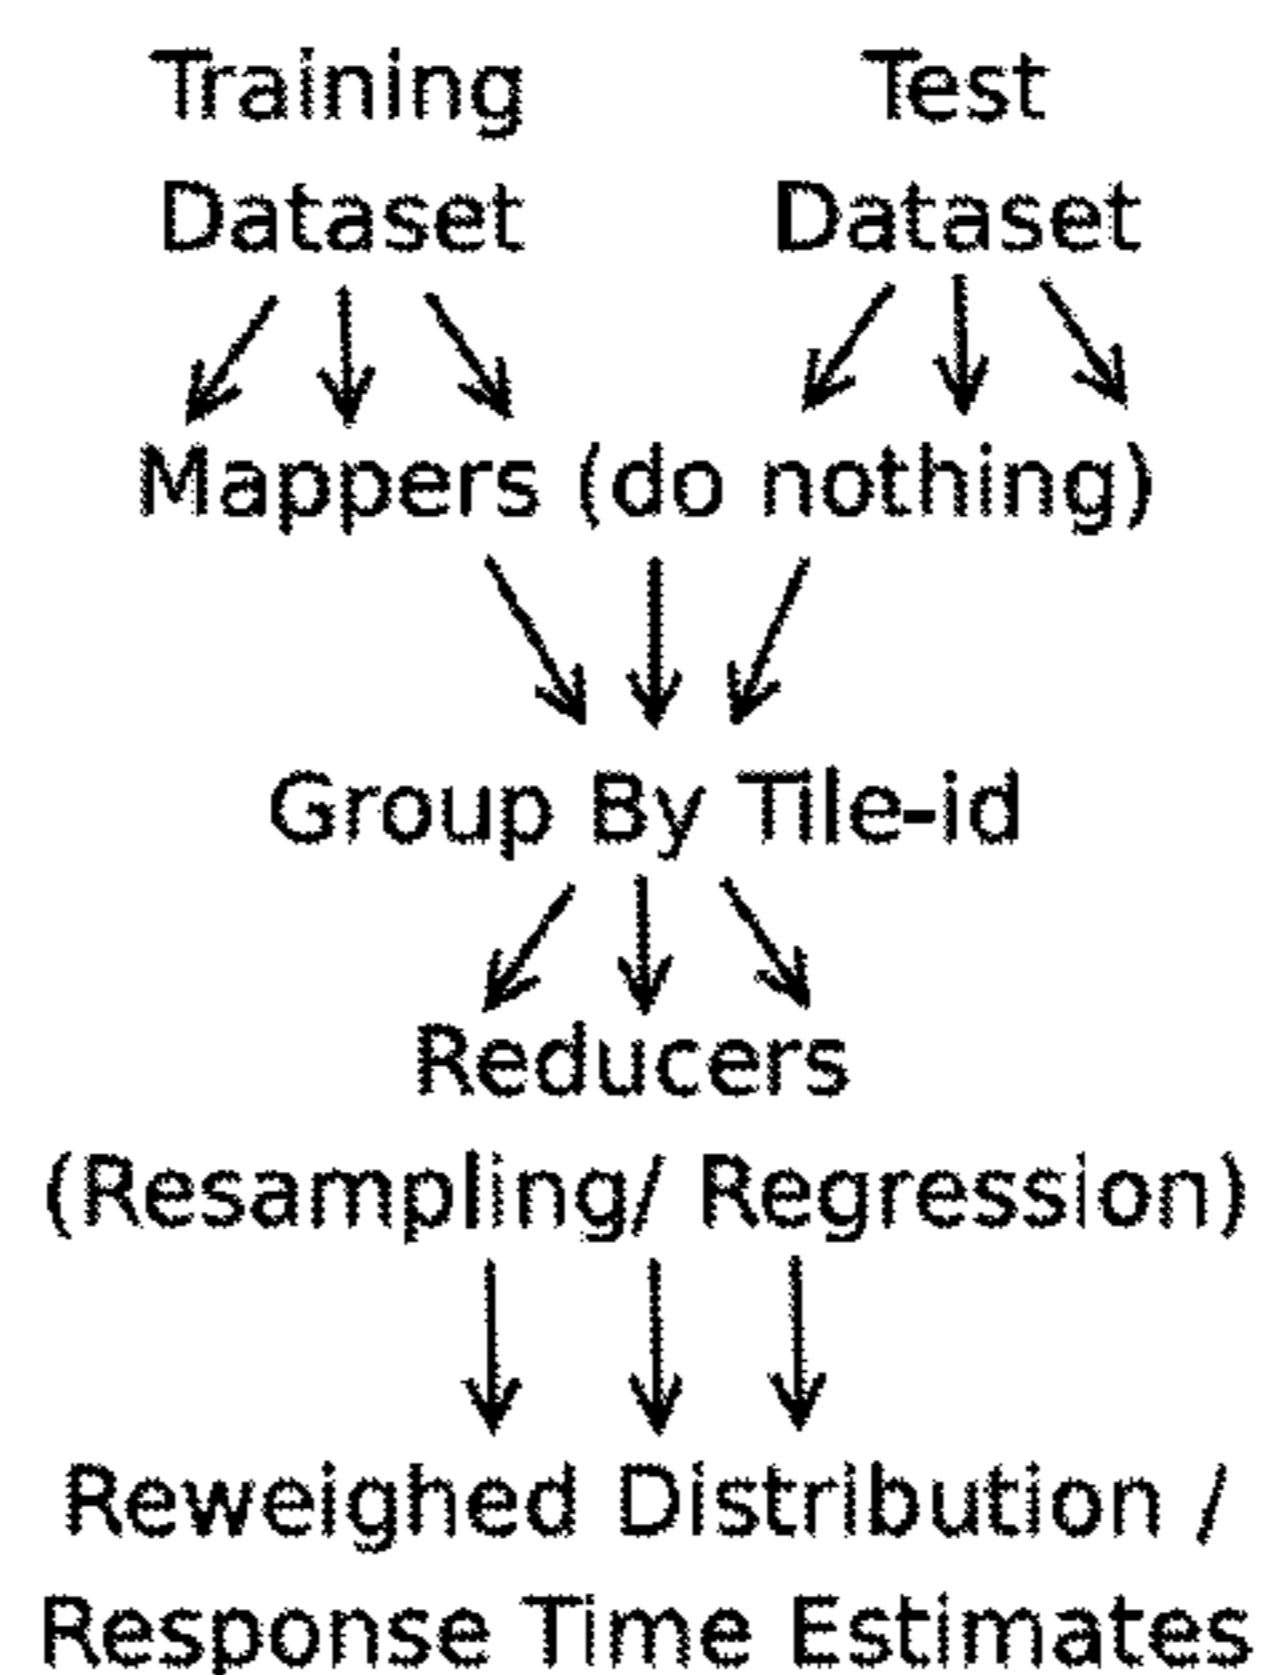 Training
Dataset
Test
Dataset
Mappers (do nothing)
Group By Tile-id
Reducers
(Resampling/ Regression)
Reweighed Distribution /
Response Time Estimates